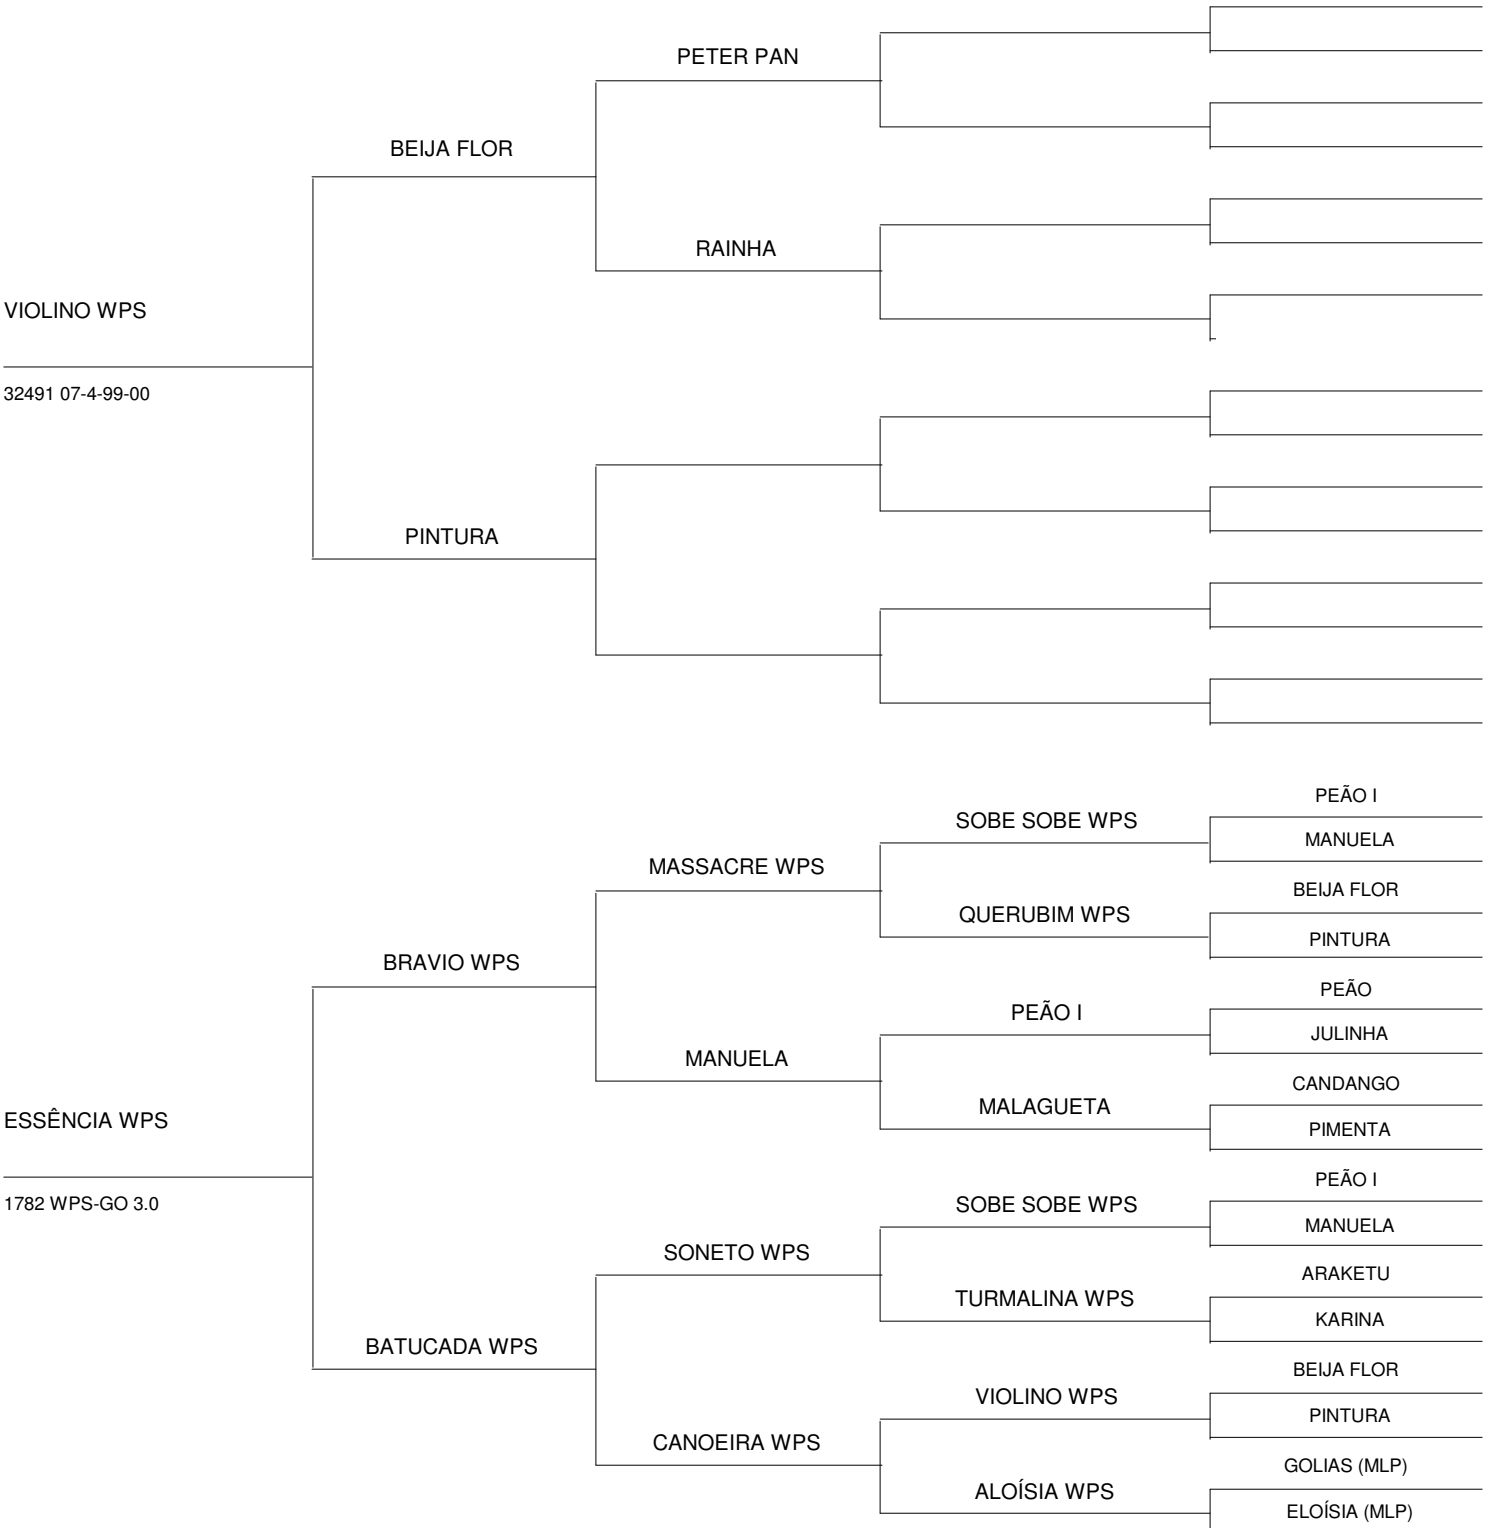 PETER PAN
BEIJA FLOR
RAINHA
VIOLINO WPS
32491 07-4-99-00
PINTURA
PEÃO I
SOBE SOBE WPS
MANUELA
MASSACRE WPS
BEIJA FLOR
QUERUBIM WPS
PINTURA
BRAVIO WPS
PEÃO
PEÃO I
JULINHA
MANUELA
CANDANGO
MALAGUETA
PIMENTA
ESSÊNCIA WPS
PEÃO I
1782 WPS-GO 3.0
SOBE SOBE WPS
MANUELA
SONETO WPS
ARAKETU
TURMALINA WPS
KARINA
BATUCADA WPS
BEIJA FLOR
VIOLINO WPS
PINTURA
CANOEIRA WPS
GOLIAS (MLP)
ALOÍSIA WPS
ELOÍSIA (MLP)